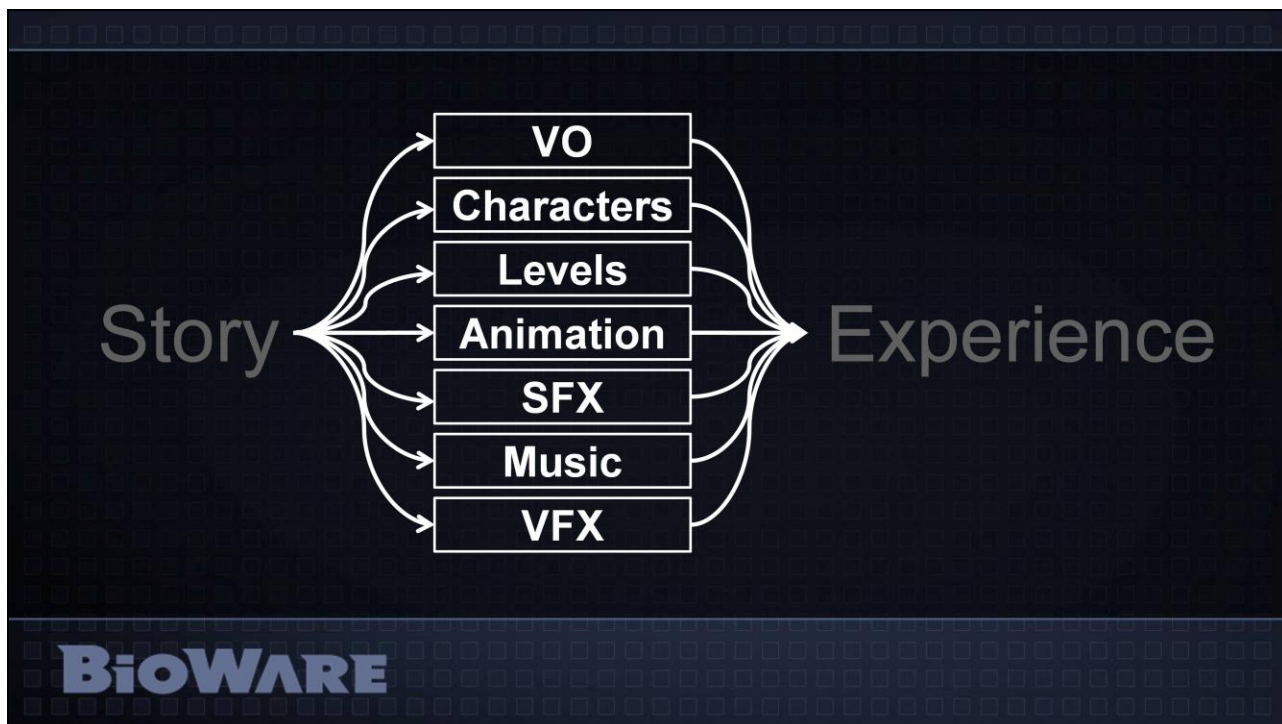 Story
VO
Characters
Levels
Animation
SFX
Music
VFX
Experience
BIOWARE